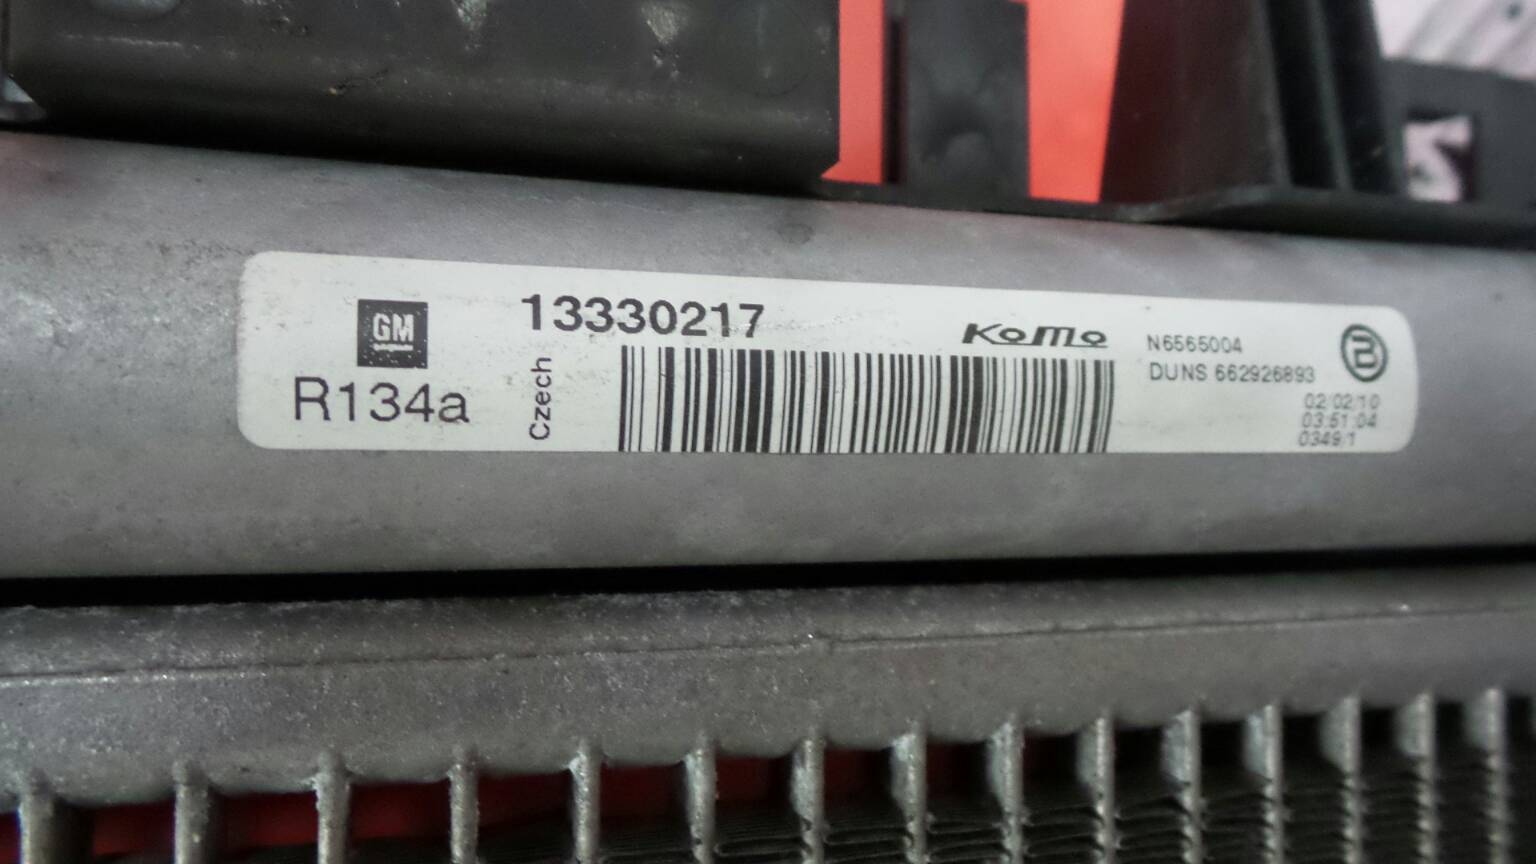 GM
R134a
13330217
Czech
KoMo
N6565004
DUNS 662926893
B
02/02/10
03:51:04
0349/1